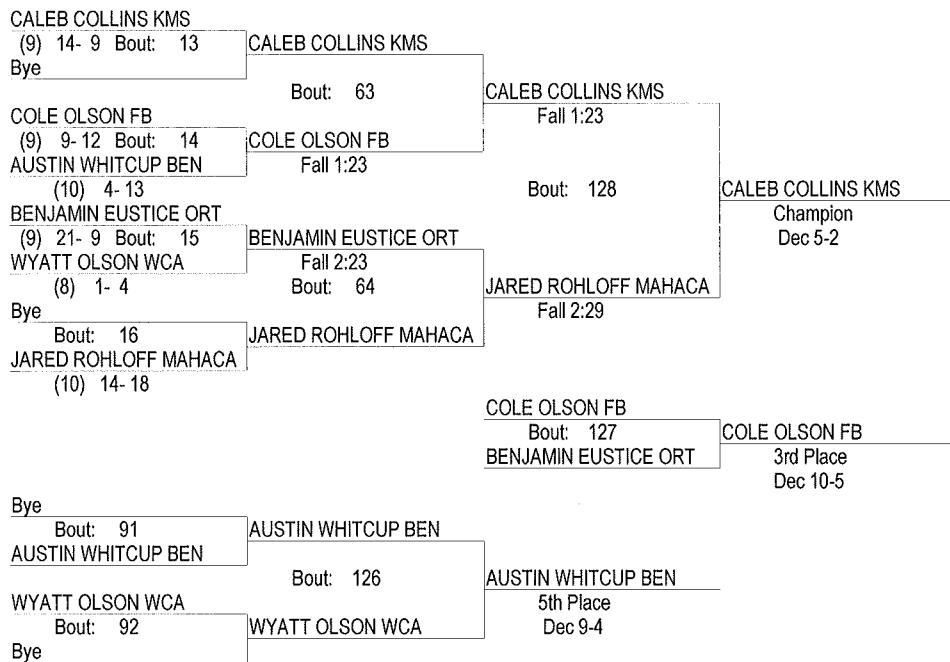 CALEB COLLINS KMS
(9) 14- 9 Bout: 13
CALEB COLLINS KMS
Bye
Bout: 63
CALEB COLLINS KMS
COLE OLSON FB
Fall 1:23
(9) 9- 12 Bout: 14
COLE OLSON FB
AUSTIN WHITCUP BEN
Fall 1:23
(10) 4- 13
Bout: 128
CALEB COLLINS KMS
BENJAMIN EUSTICE ORT
Champion
(9) 21- 9 Bout: 15
BENJAMIN EUSTICE ORT
Dec 5-2
WYATT OLSON WCA
Fall 2:23
(8) 1- 4
Bout: 64
JARED ROHLOFF MAHACA
Bye
Fall 2:29
Bout: 16
JARED ROHLOFF MAHACA
JARED ROHLOFF MAHACA
(10) 14- 18
COLE OLSON FB
Bout: 127
COLE OLSON FB
BENJAMIN EUSTICE ORT
3rd Place
Dec 10-5
Bye
Bout: 91
AUSTIN WHITCUP BEN
AUSTIN WHITCUP BEN
Bout: 126
AUSTIN WHITCUP BEN
WYATT OLSON WCA
5th Place
Bout: 92
WYATT OLSON WCA
Dec 9-4
Bye